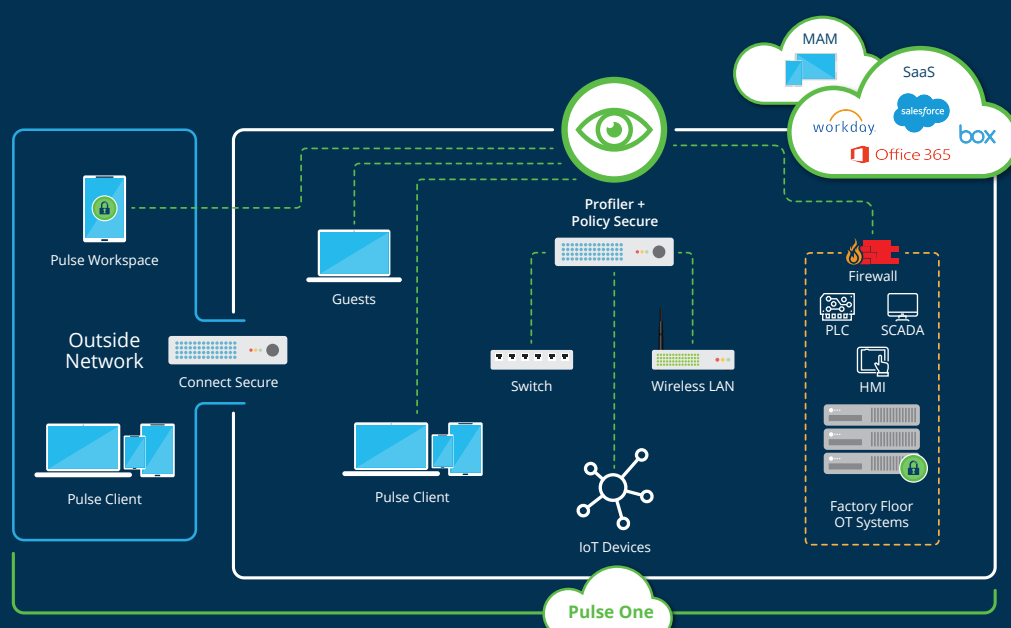 MAM
SaaS
workday.
salesforce
box
Office 365
Profiler +
Policy Secure
Pulse Workspace
Guests
Firewall
PLC
SCADA
Outside
Network
Connect Secure
Switch
Wireless LAN
HMI
Pulse Client
Pulse Client
Factory Floor
OT Systems
IoT Devices
Pulse One